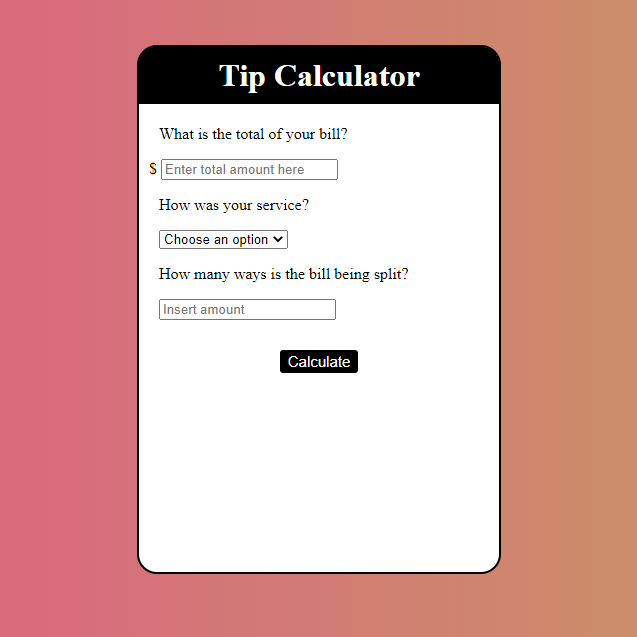 Tip Calculator
What is the total of your bill?
$ Enter total amount here
How was your service?
Choose an option
How many ways is the bill being split?
Insert amount
Calculate